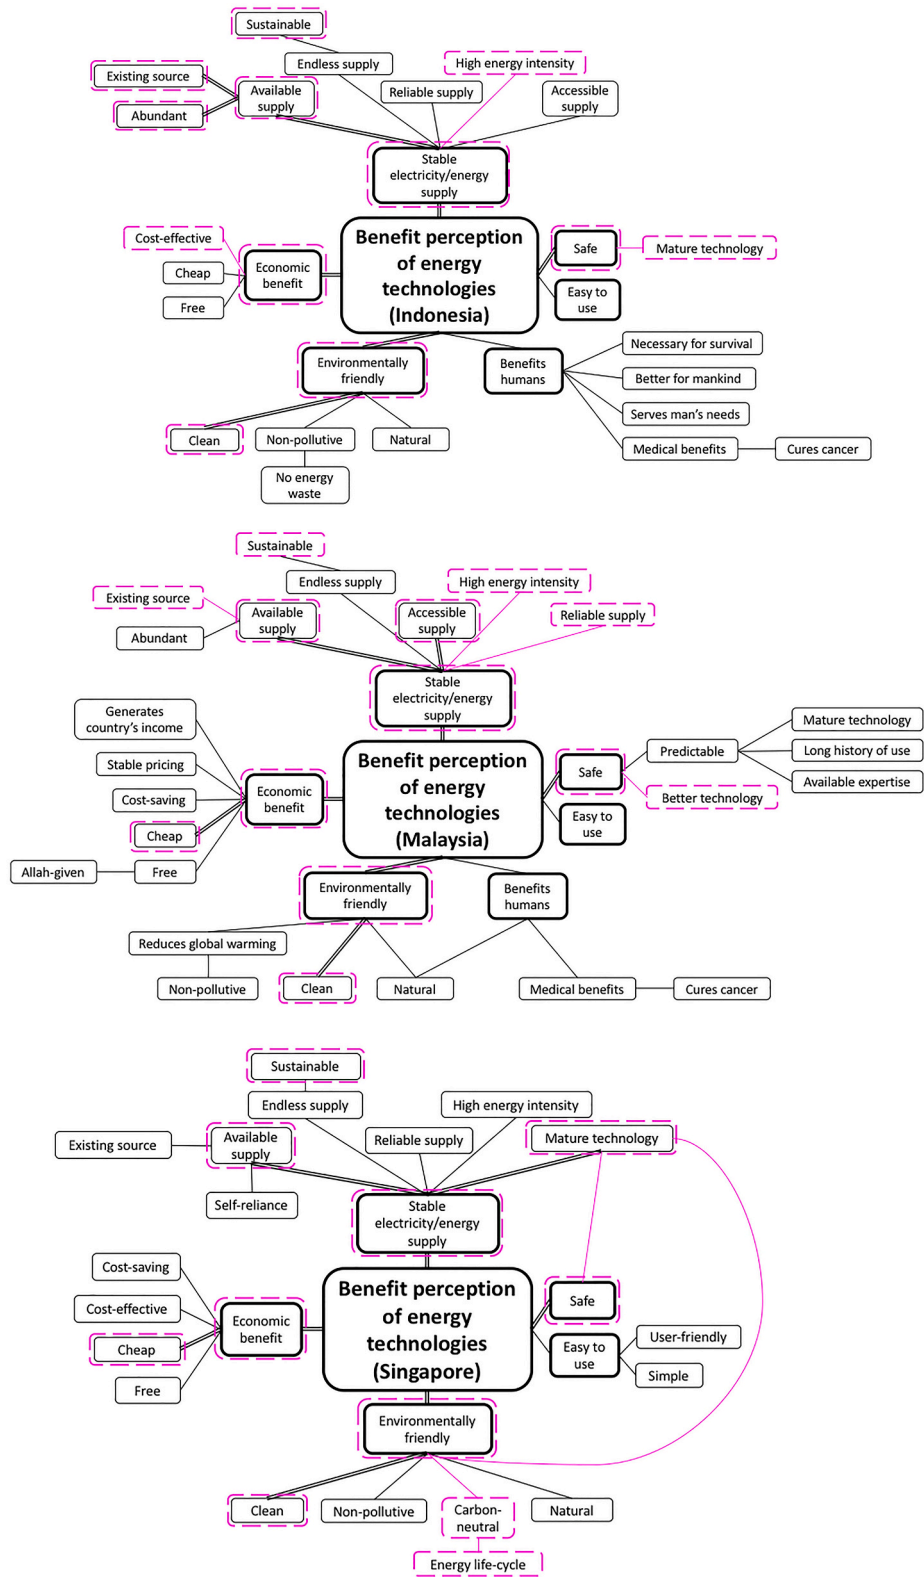 Sustainable
Endless supply
High energy intensity
Existing source
Available
supply
Reliable supply
Accessible
supply
Abundant
Stable
electricity/energy
supply
Cost-effective
Cheap
Free
Economic
benefit
Benefit perception
of energy
technologies
(Indonesia)
Safe
Mature technology
Easy to
use
Environmentally
friendly
Benefits
humans
Necessary for survival
Better for mankind
Serves man's needs
Medical benefits
Cures cancer
Clean
Non-pollutive
Natural
No energy
waste
Sustainable
Endless supply
High energy intensity
Existing source
Available
supply
Accessible
supply
Reliable supply
Abundant
Stable
electricity/energy
supply
Generates
country's income
Stable pricing
Cost-saving
Cheap
Allah-given
Free
Economic
benefit
Benefit perception
of energy
technologies
(Malaysia)
Safe
Predictable
Mature technology
Long history of use
Available expertise
Better technology
Easy to
use
Environmentally
friendly
Benefits
humans
Reduces global warming
Non-pollutive
Clean
Natural
Medical benefits
Cures cancer
Sustainable
Endless supply
High energy intensity
Existing source
Available
supply
Reliable supply
Mature technology
Self-reliance
Stable
electricity/energy
supply
Cost-saving
Cost-effective
Cheap
Free
Economic
benefit
Benefit perception
of energy
technologies
(Singapore)
Safe
Easy to
use
User-friendly
Simple
Environmentally
friendly
Clean
Non-pollutive
Carbon-
neutral
Natural
Energy life-cycle